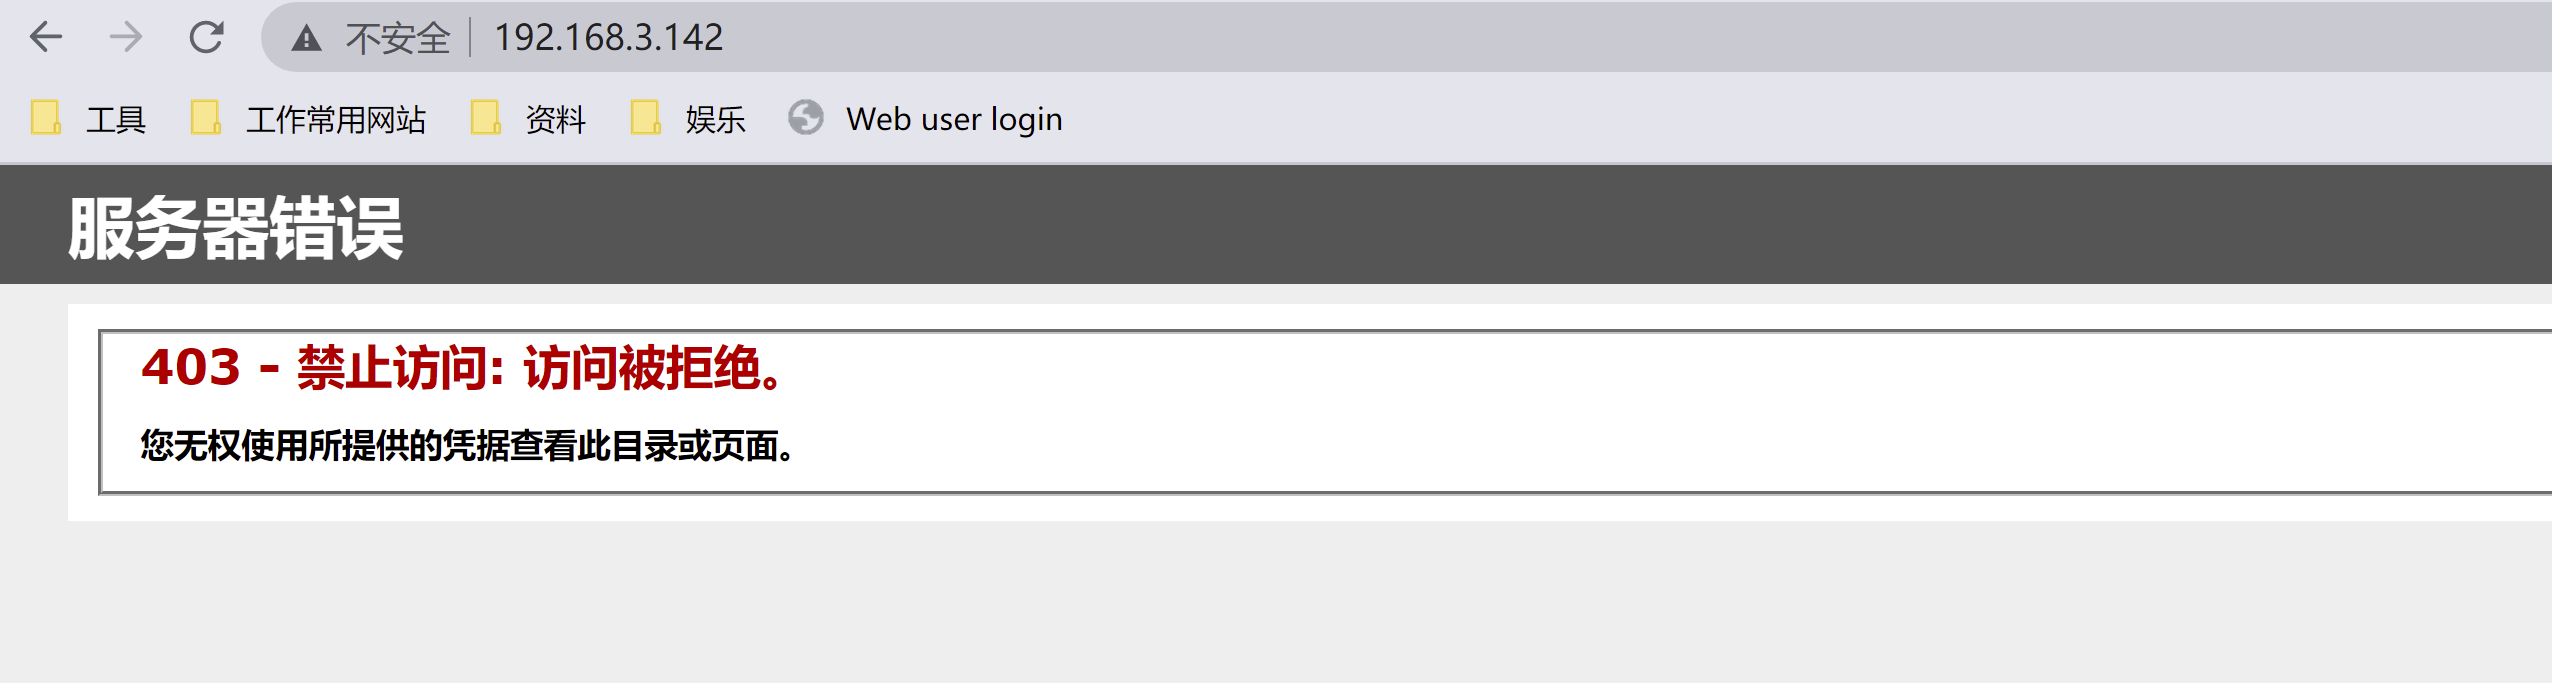 不安全 192.168.3.142
工具 工作常用网站 资料 娱乐 Web user login
服务器错误
403 - 禁止访问: 访问被拒绝。
您无权使用所提供的凭据查看此目录或页面。